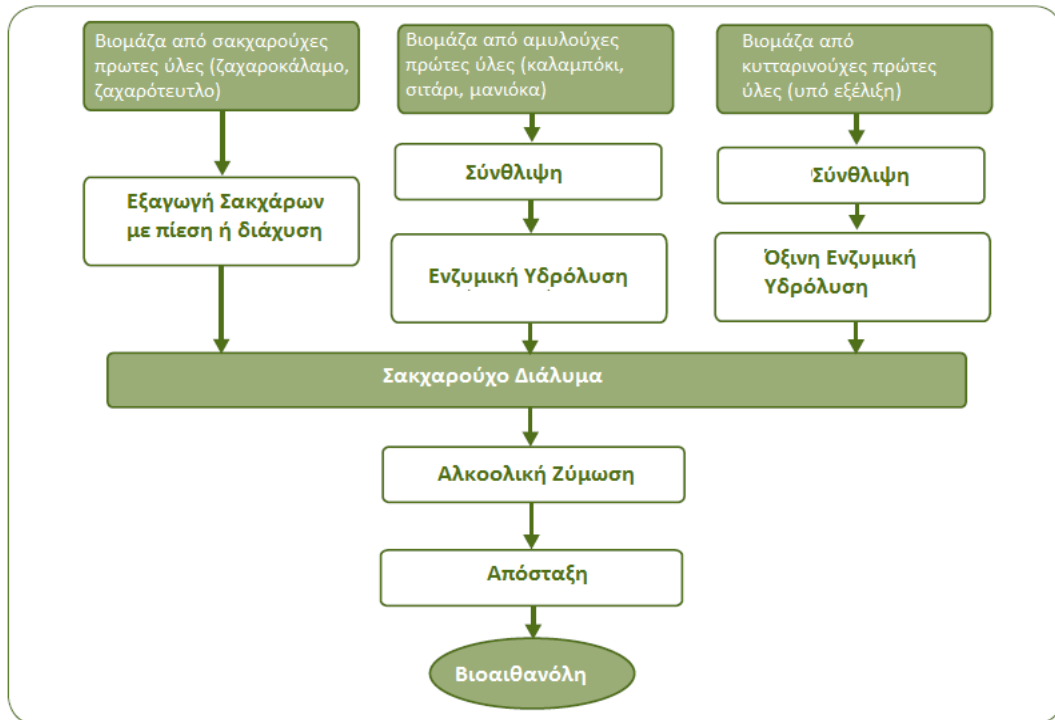 Βιομάζα από σακχαρούχες
πρωτες ύλες (ζαχαροκάλαμο,
ζαχαρότευτλο)
Βιομάζα από αμυλούχες
πρώτες ύλες (καλαμπόκι,
σιτάρι, μανιόκα)
Βιομάζα από
κυτταρινούχες πρώτες
ύλες (υπό εξέλιξη)
Εξαγωγή Σακχάρων
με πίεση ή διάχυση
Σύνθλιψη
Σύνθλιψη
Ενζυμική Υδρόλυση
Όξινη Ενζυμική
Υδρόλυση
Σακχαρούχο Διάλυμα
Αλκοολική Ζύμωση
Απόσταξη
Βιοαιθανόλη